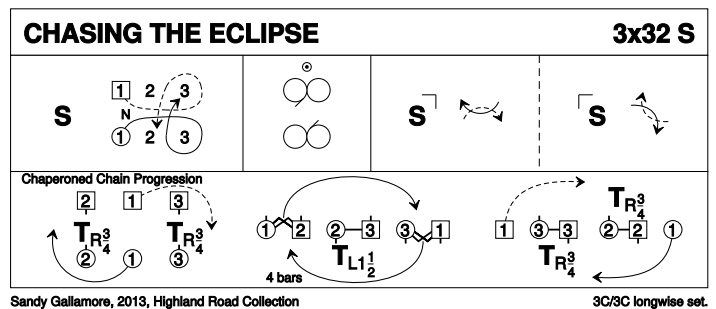 CHASING THE ECLIPSE 3x32 S
1 2 3
S N
1 2 3
S
S
Chaperoned Chain Progression
2 1 3
T R 3/4 T R 3/4
2 1 3
1 2 2 3 3 1
T L 1 1/2
4 bars
T R 3/4
1 3 3 2 2 1
T R 3/4
Sandy Gallamore, 2013, Highland Road Collection 3C/3C longwise set.